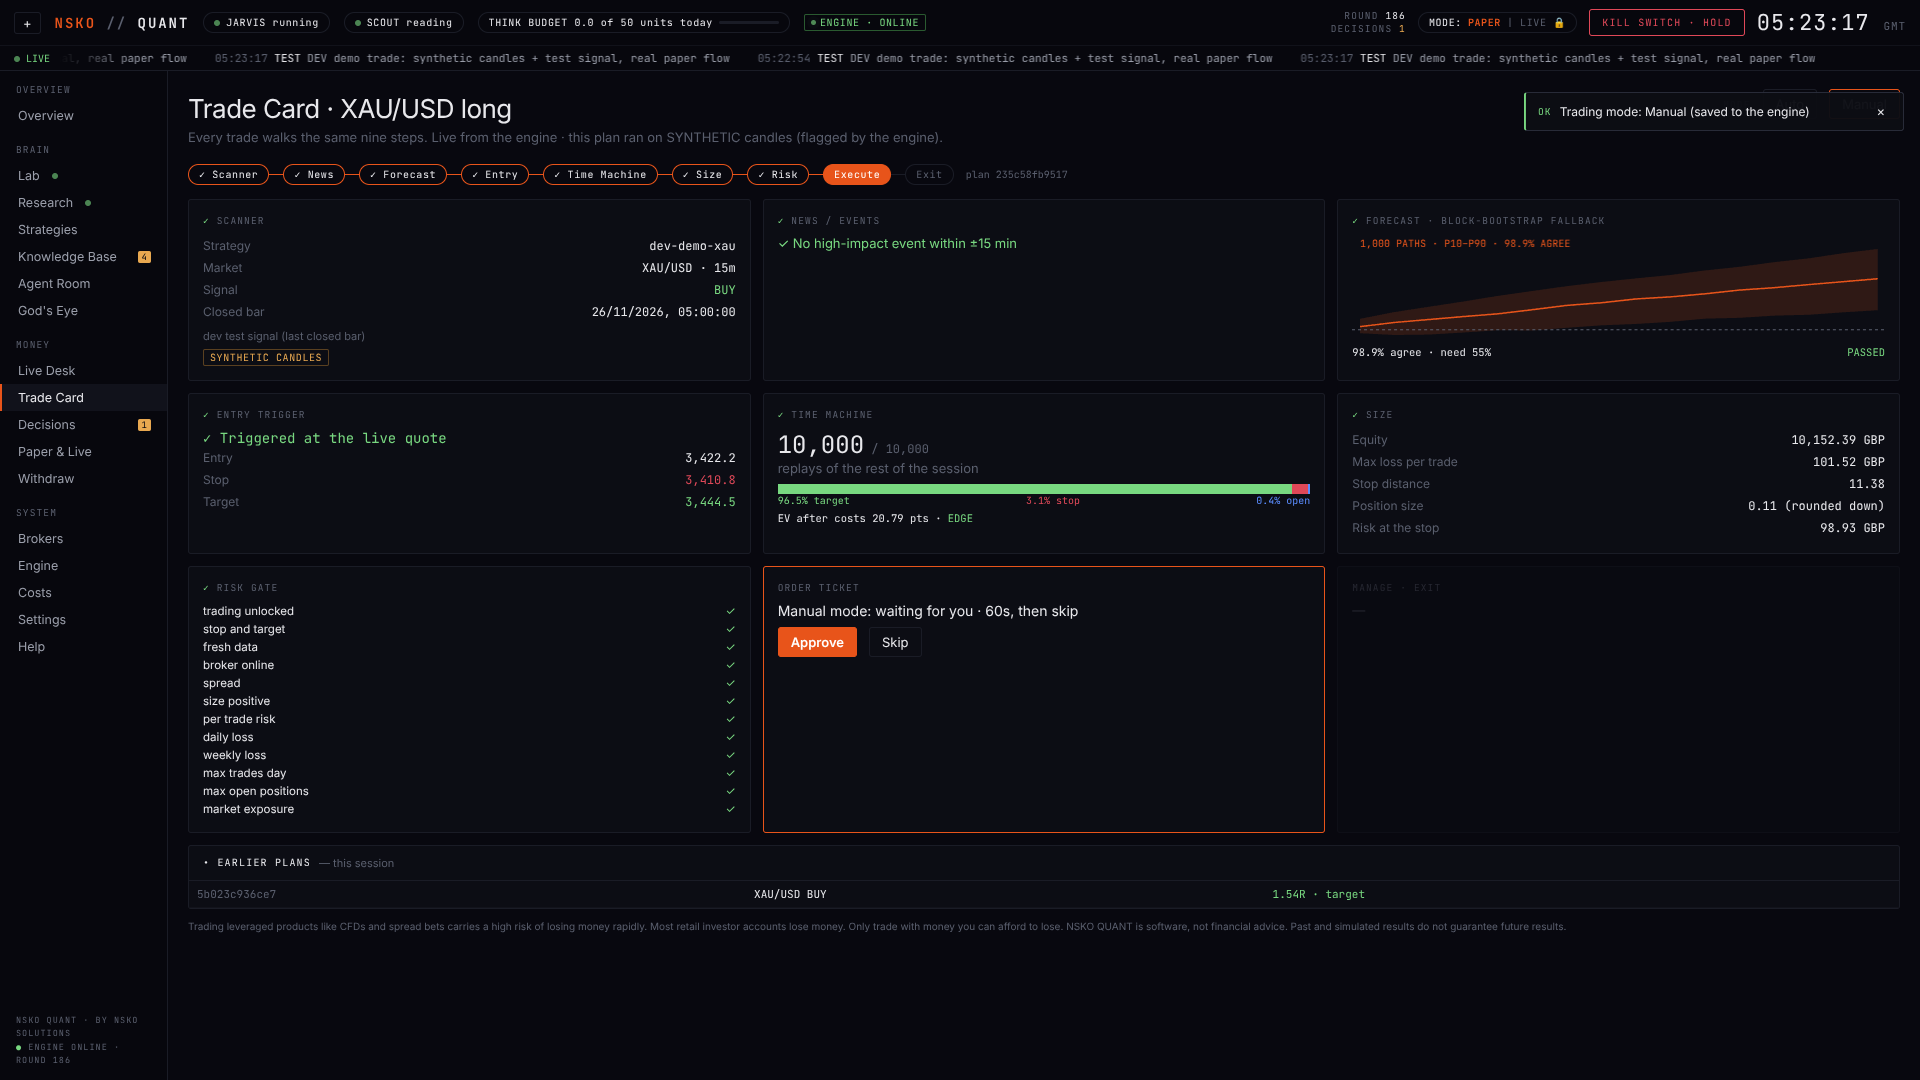 + NSKO // QUANT JARVIS running SCOUT reading THINK BUDGET 0.0 of 50 units today ENGINE · ONLINE ROUND 186 DECISIONS 1 MODE: PAPER | LIVE 🔒 KILL SWITCH · HOLD 05:23:17 GMT
LIVE real paper flow 05:23:17 TEST DEV demo trade: synthetic candles + test signal, real paper flow 05:22:54 TEST DEV demo trade: synthetic candles + test signal, real paper flow 05:23:17 TEST DEV demo trade: synthetic candles + test signal, real paper flow
OVERVIEW
Overview
BRAIN
Lab
Research
Strategies
Knowledge Base 4
Agent Room
God's Eye
MONEY
Live Desk
Trade Card
Decisions 1
Paper & Live
Withdraw
SYSTEM
Brokers
Engine
Costs
Settings
Help
NSKO QUANT · BY NSKO
SOLUTIONS
ENGINE ONLINE ·
ROUND 186
Trade Card · XAU/USD long
Every trade walks the same nine steps. Live from the engine · this plan ran on SYNTHETIC candles (flagged by the engine).
OK Trading mode: Manual (saved to the engine) ×
✓ Scanner ✓ News ✓ Forecast ✓ Entry ✓ Time Machine ✓ Size ✓ Risk Execute Exit plan 235c58fb9517
✓ SCANNER
Strategy dev-demo-xau
Market XAU/USD · 15m
Signal BUY
Closed bar 26/11/2026, 05:00:00
dev test signal (last closed bar)
SYNTHETIC CANDLES
✓ NEWS / EVENTS
✓ No high-impact event within ±15 min
✓ FORECAST · BLOCK-BOOTSTRAP FALLBACK
1,000 PATHS · P10–P90 · 98.9% AGREE
98.9% agree · need 55% PASSED
✓ ENTRY TRIGGER
✓ Triggered at the live quote
Entry 3,422.2
Stop 3,410.8
Target 3,444.5
✓ TIME MACHINE
10,000 / 10,000
replays of the rest of the session
96.5% target 3.1% stop 0.4% open
EV after costs 20.79 pts · EDGE
✓ SIZE
Equity 10,152.39 GBP
Max loss per trade 101.52 GBP
Stop distance 11.38
Position size 0.11 (rounded down)
Risk at the stop 98.93 GBP
✓ RISK GATE
trading unlocked ✓
stop and target ✓
fresh data ✓
broker online ✓
spread ✓
size positive ✓
per trade risk ✓
daily loss ✓
weekly loss ✓
max trades day ✓
max open positions ✓
market exposure ✓
ORDER TICKET
Manual mode: waiting for you · 60s, then skip
Approve Skip
MANAGE · EXIT
—
• EARLIER PLANS — this session
5b023c936ce7 XAU/USD BUY 1.54R · target
Trading leveraged products like CFDs and spread bets carries a high risk of losing money rapidly. Most retail investor accounts lose money. Only trade with money you can afford to lose. NSKO QUANT is software, not financial advice. Past and simulated results do not guarantee future results.